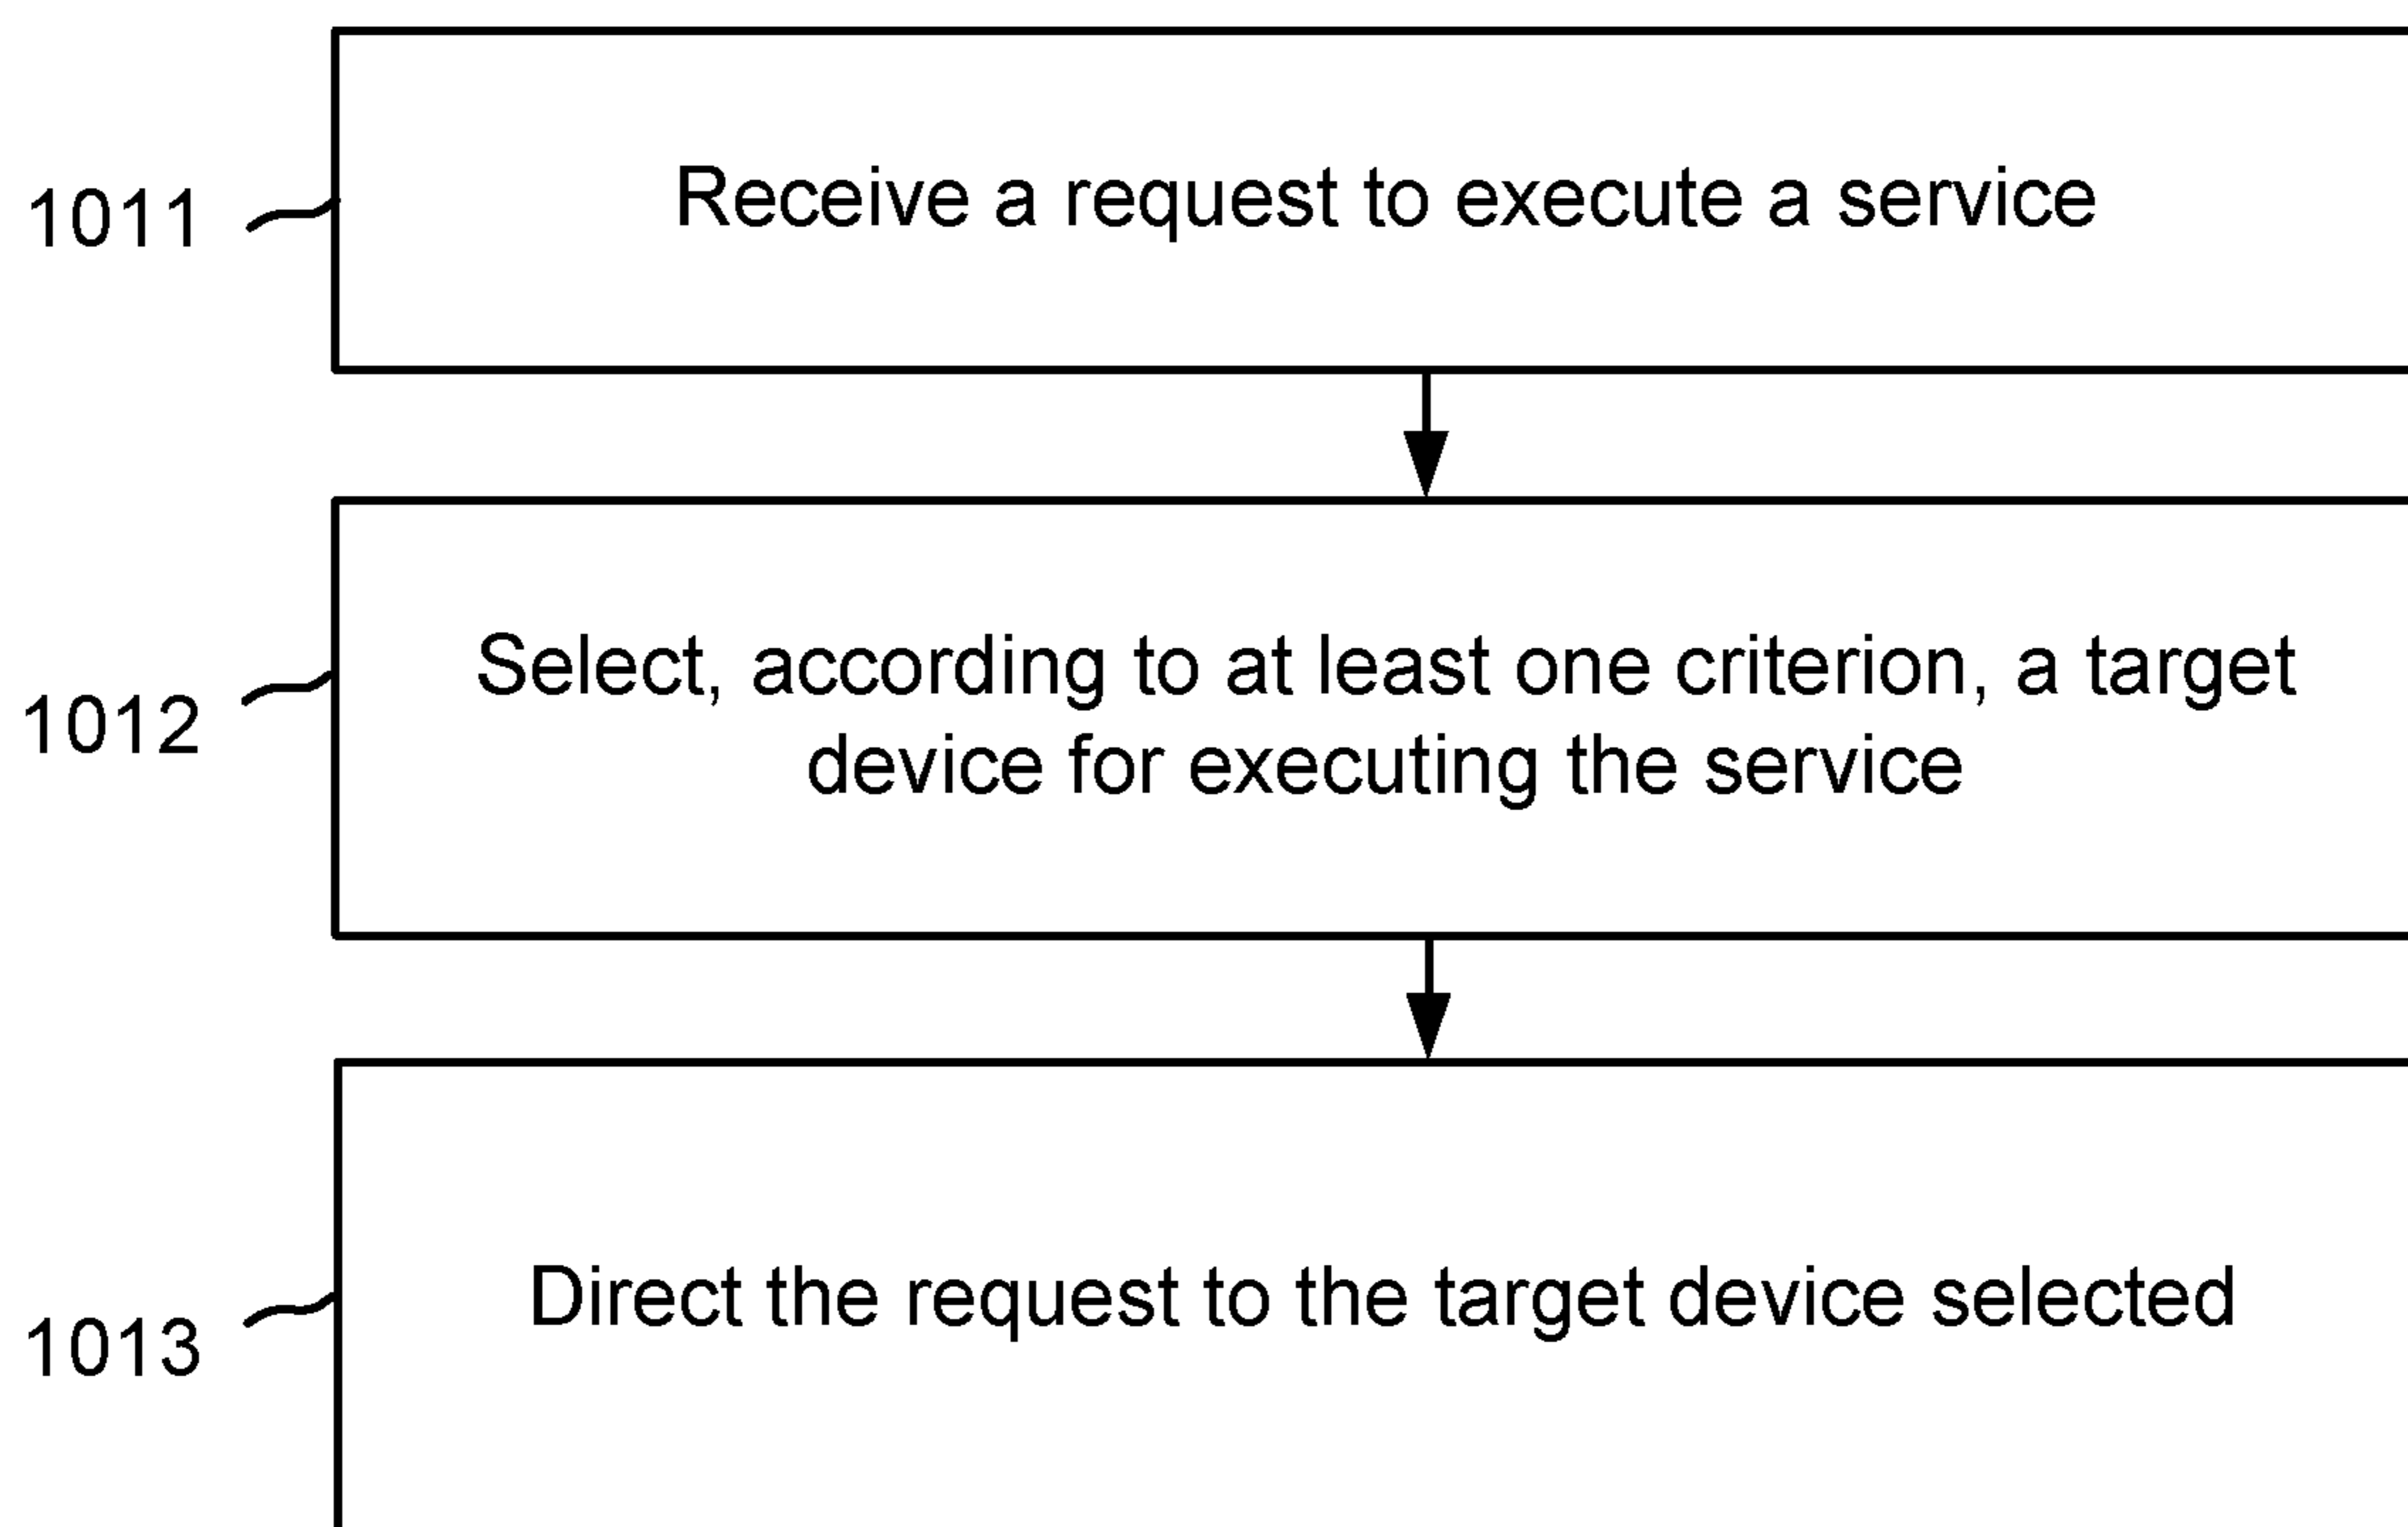 1011
Receive a request to execute a service
1012
Select, according to at least one criterion, a target
device for executing the service
1013
Direct the request to the target device selected